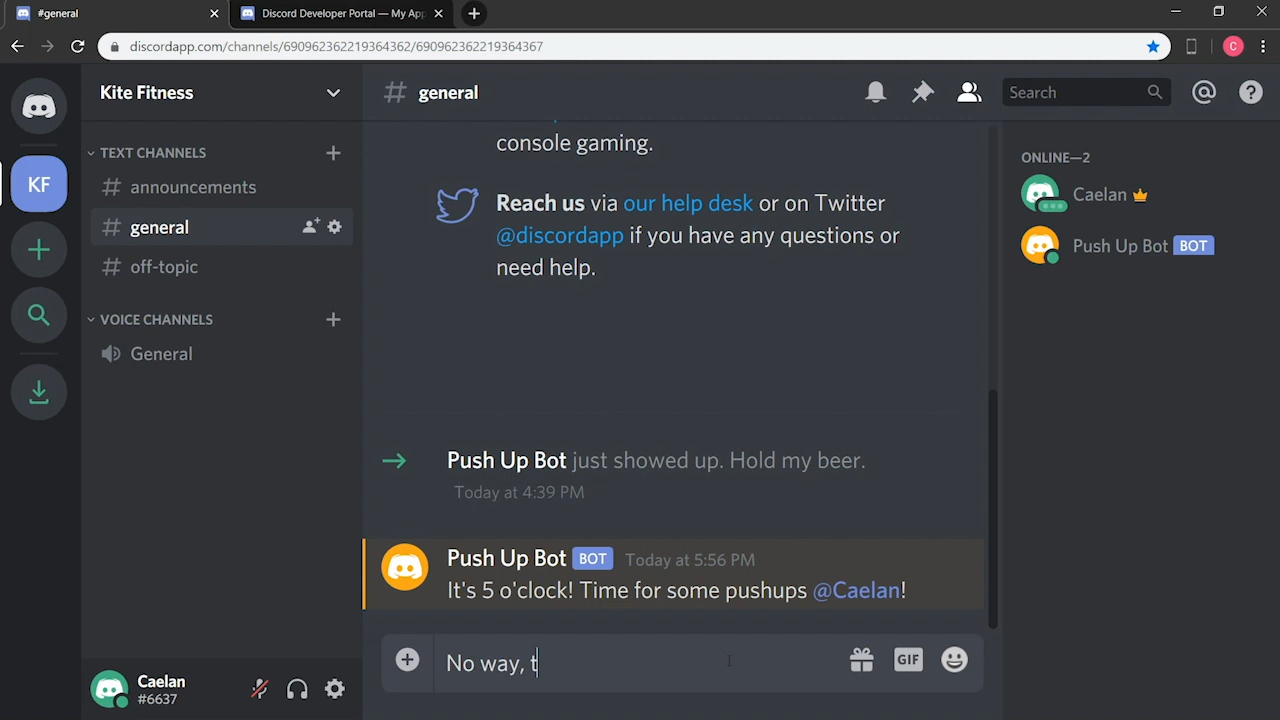 #general
Discord Developer Portal — My App
discordapp.com/channels/690962362219364362/690962362219364367
C
Kite Fitness
general
Search
TEXT CHANNELS
KF
announcements
general
off-topic
VOICE CHANNELS
General
console gaming.
Reach us via our help desk or on Twitter
@discordapp if you have any questions or
need help.
ONLINE—2
Caelan
Push Up Bot BOT
Push Up Bot just showed up. Hold my beer.
Today at 4:39 PM
Push Up Bot BOT Today at 5:56 PM
It's 5 o'clock! Time for some pushups @Caelan!
No way, t
GIF
Caelan
#6637